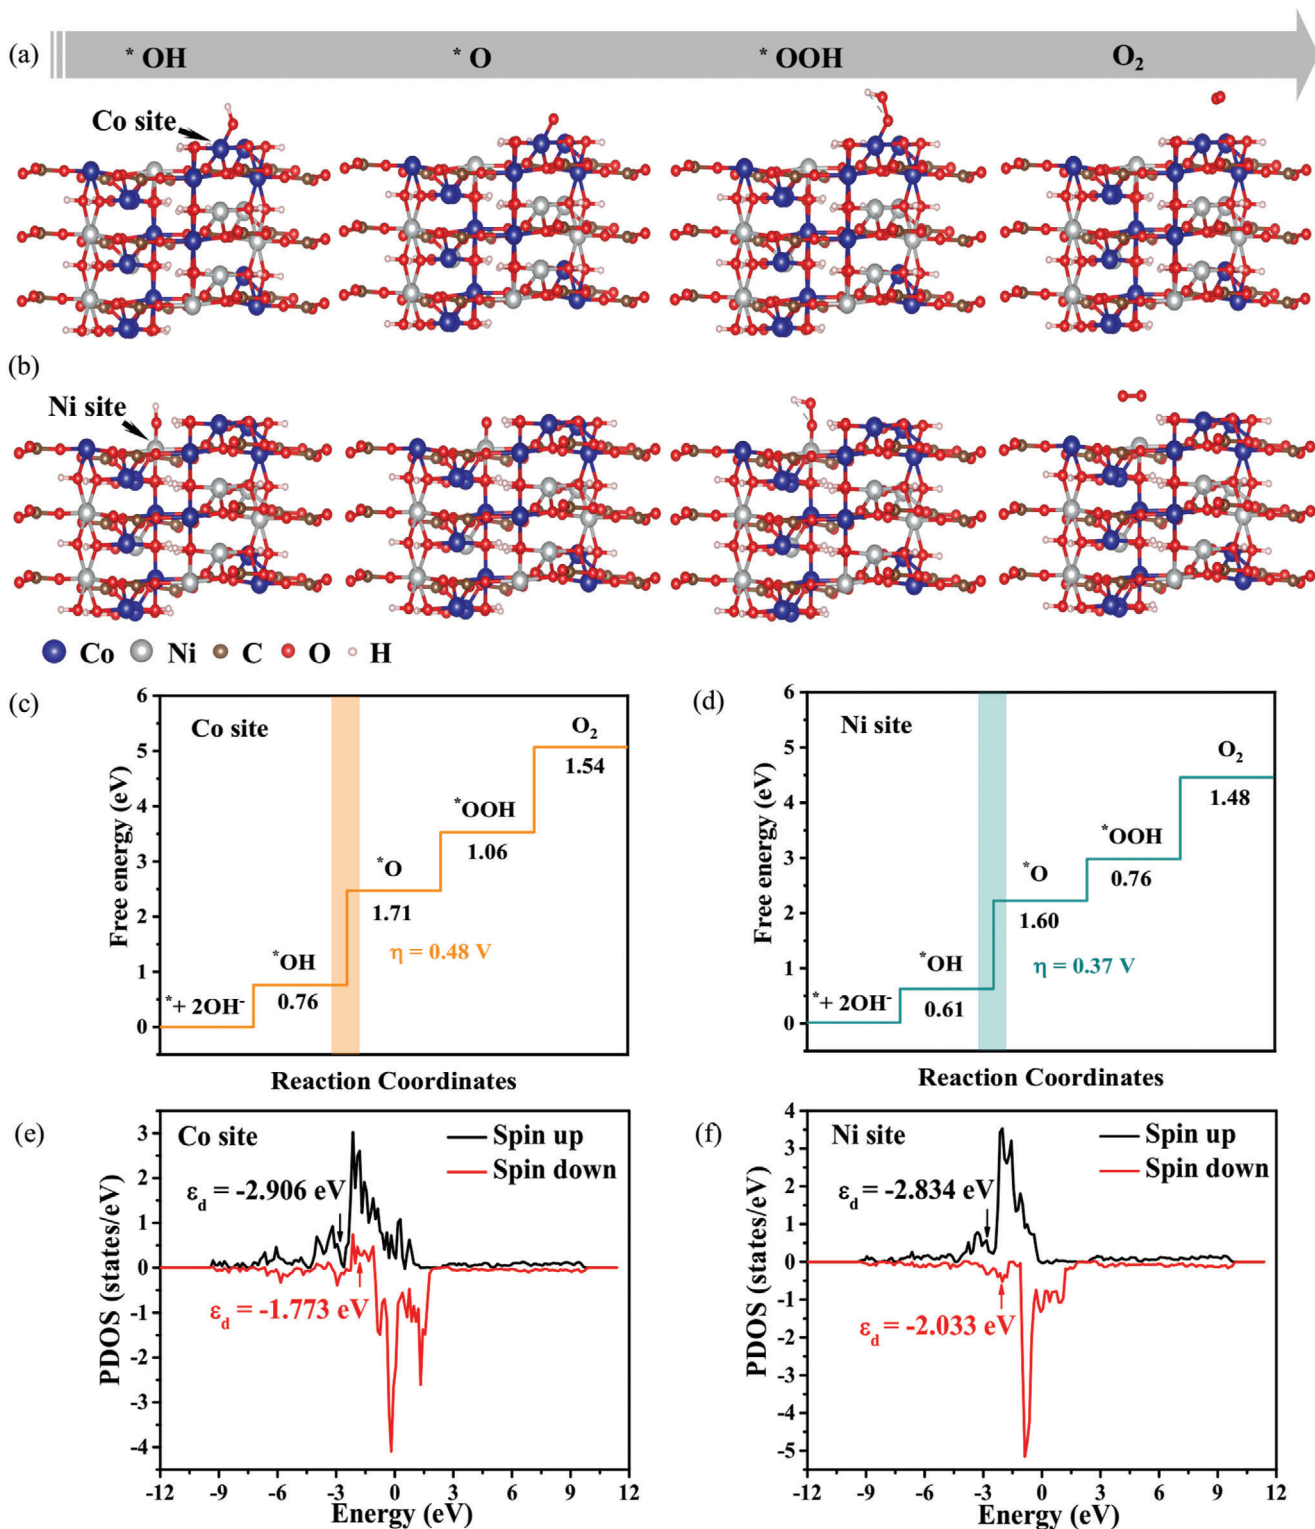 (a)
* OH * O * OOH O₂
Co site
(b)
Ni site
Co Ni C O H
(c)
6
5
4
3
2
1
0
Free energy (eV)
Co site
*+ 2OH⁻
*OH
0.76
*O
1.71
*OOH
1.06
O₂
1.54
η = 0.48 V
Reaction Coordinates
(d)
6
5
4
3
2
1
0
Free energy (eV)
Ni site
*+ 2OH⁻
*OH
0.61
*O
1.60
*OOH
0.76
O₂
1.48
η = 0.37 V
Reaction Coordinates
(e)
3
2
1
0
-1
-2
-3
-4
PDOS (states/eV)
Co site
Spin up
Spin down
ε_d = -2.906 eV
ε_d = -1.773 eV
-12 -9 -6 -3 0 3 6 9 12
Energy (eV)
(f)
4
3
2
1
0
-1
-2
-3
-4
-5
PDOS (states/eV)
Ni site
Spin up
Spin down
ε_d = -2.834 eV
ε_d = -2.033 eV
-12 -9 -6 -3 0 3 6 9 12
Energy (eV)